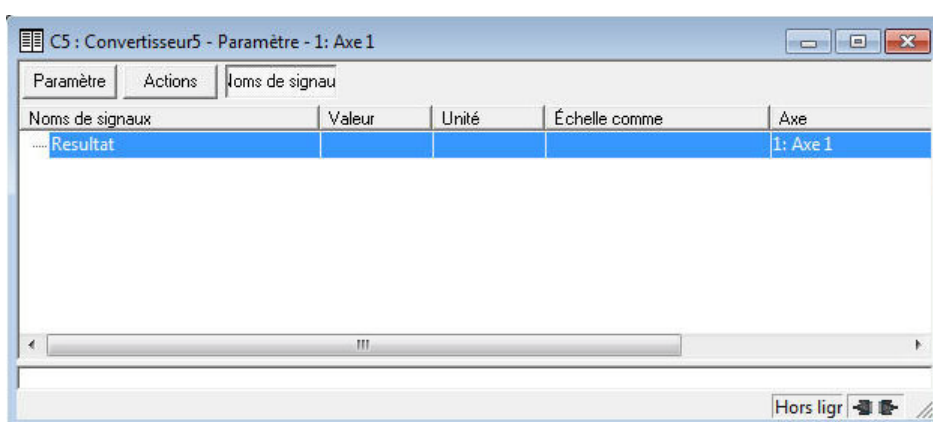 C5 : Convertisseur5 - Paramètre - 1: Axe 1
Paramètre Actions Noms de signau
Noms de signaux Valeur Unité Échelle comme Axe
Resultat 1: Axe 1
Hors ligr